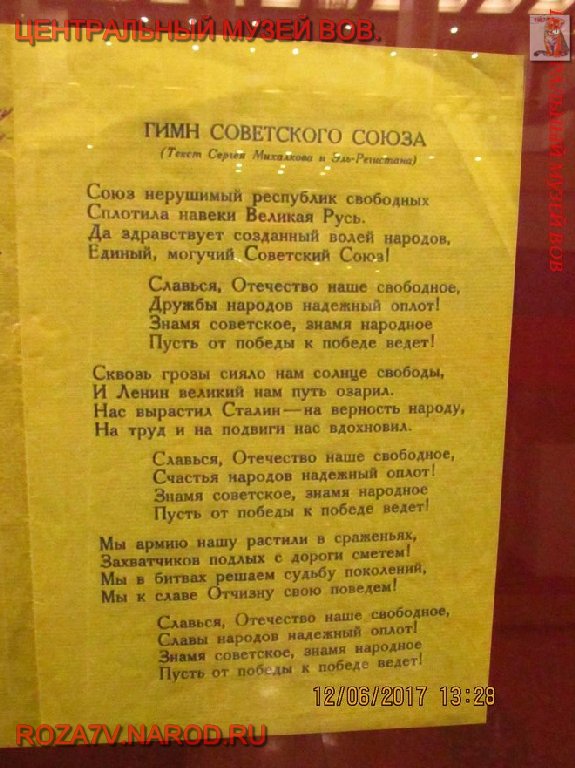 ЦЕНТРАЛЬНЫЙ МУЗЕЙ ВОВ.
ГИМН СОВЕТСКОГО СОЮЗА
(Текст Сергея Михалкова и Эль-Регистана)
Союз нерушимый республик свободных
Сплотила навеки Великая Русь.
Да здравствует созданный волей народов,
Единый, могучий Советский Союз!
Славься, Отечество наше свободное,
Дружбы народов надежный оплот!
Знамя советское, знамя народное
Пусть от победы к победе ведет!
Сквозь грозы сияло нам солнце свободы,
И Ленин великий нам путь озарил.
Нас вырастил Сталин—на верность народу,
На труд и на подвиги нас вдохновил.
Славься, Отечество наше свободное,
Счастья народов надежный оплот!
Знамя советское, знамя народное
Пусть от победы к победе ведет!
Мы армию нашу растили в сраженьях,
Захватчиков подлых с дороги сметем!
Мы в битвах решаем судьбу поколений,
Мы к славе Отчизну свою поведем!
Славься, Отечество наше свободное,
Славы народов надежный оплот!
Знамя советское, знамя народное
Пусть от победы к победе ведет!
12/06/2017 13:28
ROZA7V.NAROD.RU
МУЗЕЙ ВОВ